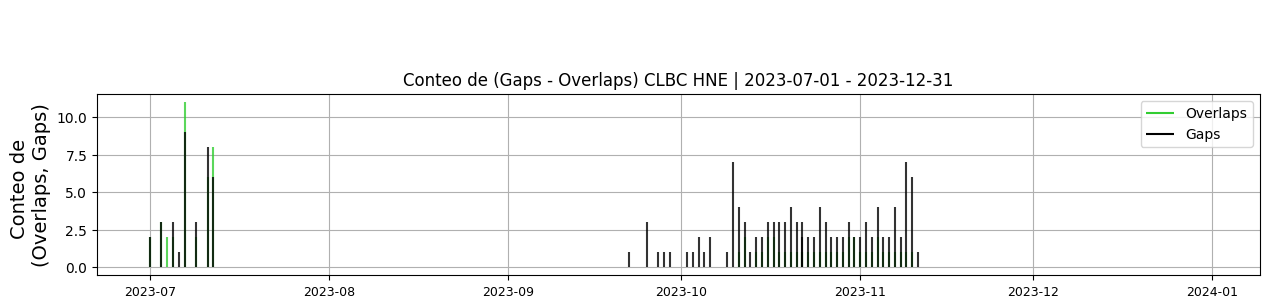 Conteo de (Gaps - Overlaps) CLBC HNE | 2023-07-01 - 2023-12-31
Conteo de
(Overlaps, Gaps)
10.0
7.5
5.0
2.5
0.0
Overlaps
Gaps
2023-07
2023-08
2023-09
2023-10
2023-11
2023-12
2024-01